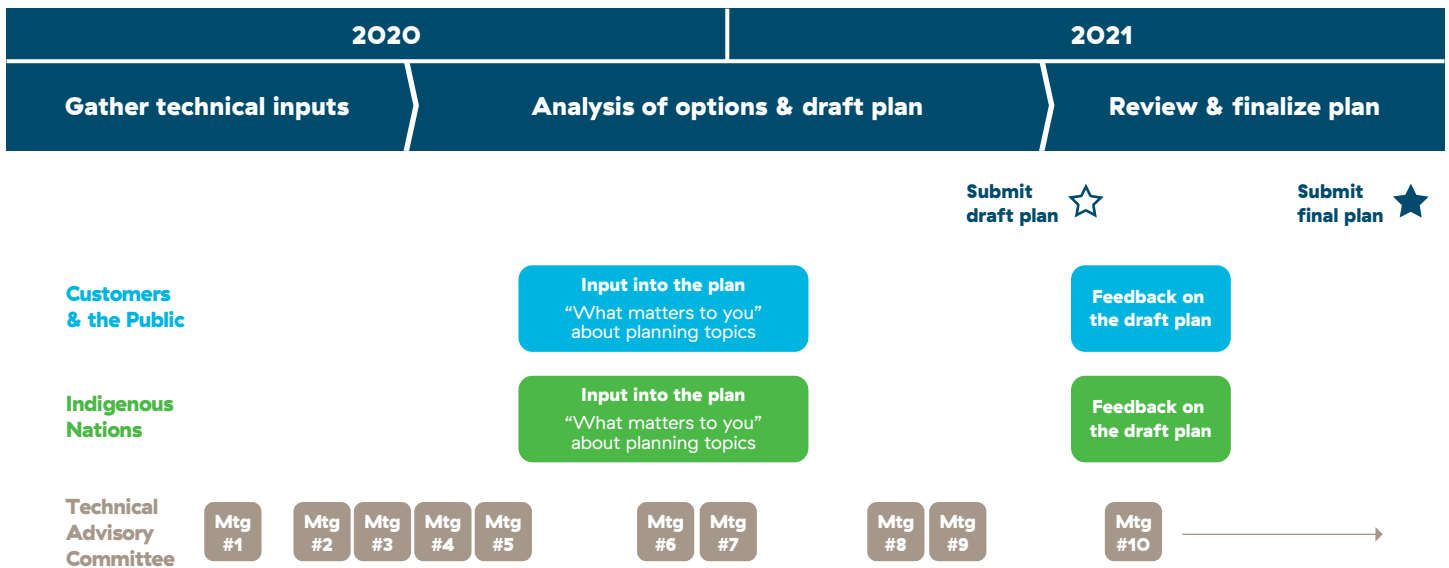 2020
2021
Gather technical inputs
Analysis of options & draft plan
Review & finalize plan
Submit
draft plan
Submit
final plan
Customers
& the Public
Input into the plan
“What matters to you”
about planning topics
Feedback on
the draft plan
Indigenous
Nations
Input into the plan
“What matters to you”
about planning topics
Feedback on
the draft plan
Technical
Advisory
Committee
Mtg
#1
Mtg
#2
Mtg
#3
Mtg
#4
Mtg
#5
Mtg
#6
Mtg
#7
Mtg
#8
Mtg
#9
Mtg
#10